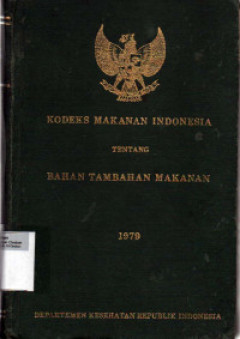 KODEKS MAKANAN INDONESIA
TENTANG
BAHAN TAMBAHAN MAKANAN
1979
DEPARTEMEN KESEHATAN REPUBLIK INDONESIA